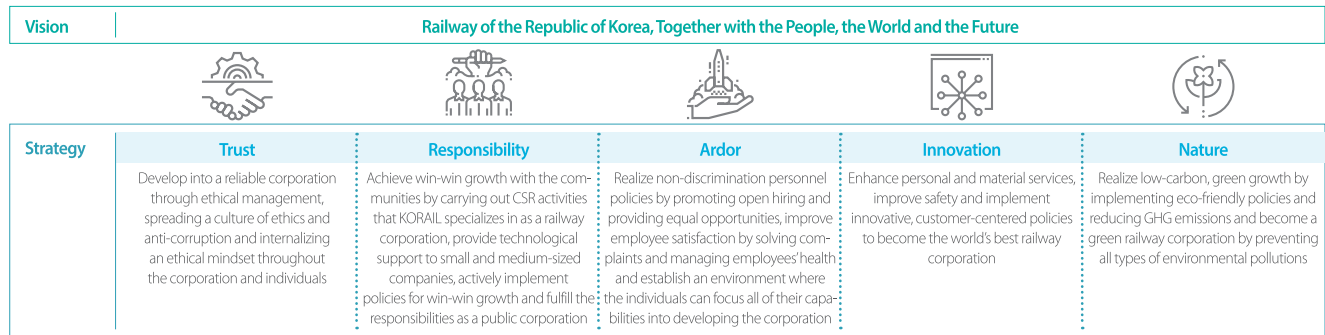 Vision
Railway of the Republic of Korea, Together with the People, the World and the Future
Strategy
Trust
Develop into a reliable corporation
through ethical management,
spreading a culture of ethics and
anti-corruption and internalizing
an ethical mindset throughout
the corporation and individuals
Responsibility
Achieve win-win growth with the com-
munities by carrying out CSR activities
that KORAIL specializes in as a railway
corporation, provide technological
support to small and medium-sized
companies, actively implement
policies for win-win growth and fulfill the
responsibilities as a public corporation
Ardor
Realize non-discrimination personnel
policies by promoting open hiring and
providing equal opportunities, improve
employee satisfaction by solving com-
plaints and managing employees' health
and establish an environment where
the individuals can focus all of their capa-
bilities into developing the corporation
Innovation
Enhance personal and material services,
improve safety and implement
innovative, customer-centered policies
to become the world's best railway
corporation
Nature
Realize low-carbon, green growth by
implementing eco-friendly policies and
reducing GHG emissions and become a
green railway corporation by preventing
all types of environmental pollutions